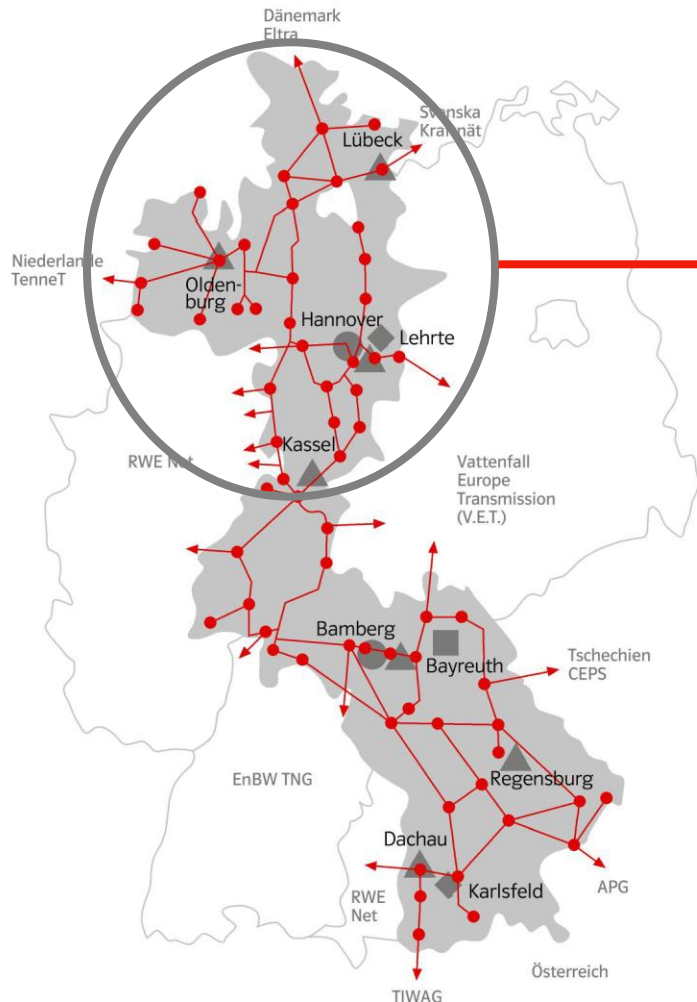 Dänemark
Eltra
Svenska
Kraftnät
Lübeck
Niederlande
TenneT
Olden-
burg
Hannover
Lehrte
Kassel
RWE Net
Vattenfall
Europe
Transmission
(V.E.T.)
Bamberg
Bayreuth
Tschechien
CEPS
EnBW TNG
Regensburg
Dachau
Karlsfeld
APG
RWE
Net
Österreich
TIWAG